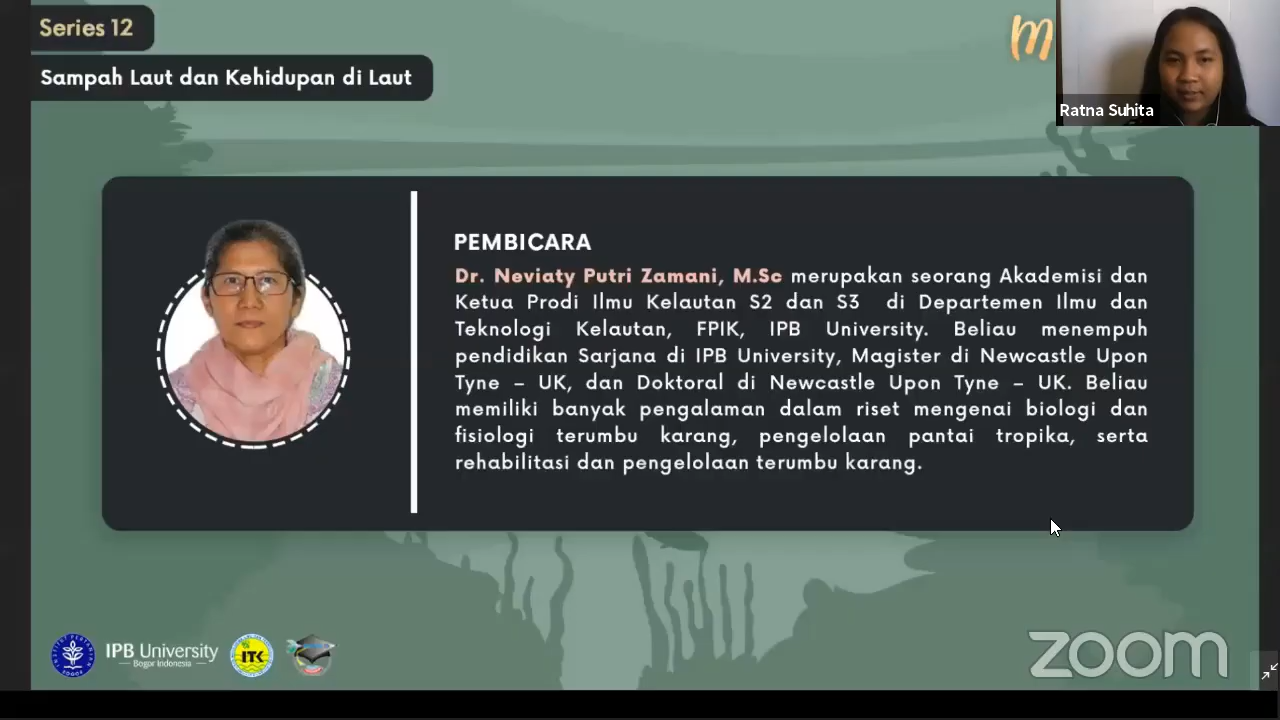 Series 12
Sampah Laut dan Kehidupan di Laut
m
Ratna Suhita
PEMBICARA
Dr. Neviaty Putri Zamani, M.Sc merupakan seorang Akademisi dan
Ketua Prodi Ilmu Kelautan S2 dan S3 di Departemen Ilmu dan
Teknologi Kelautan, FPIK, IPB University. Beliau menempuh
pendidikan Sarjana di IPB University, Magister di Newcastle Upon
Tyne – UK, dan Doktoral di Newcastle Upon Tyne – UK. Beliau
memiliki banyak pengalaman dalam riset mengenai biologi dan
fisiologi terumbu karang, pengelolaan pantai tropika, serta
rehabilitasi dan pengelolaan terumbu karang.
IPB University
Bogor Indonesia
ITK
zoom